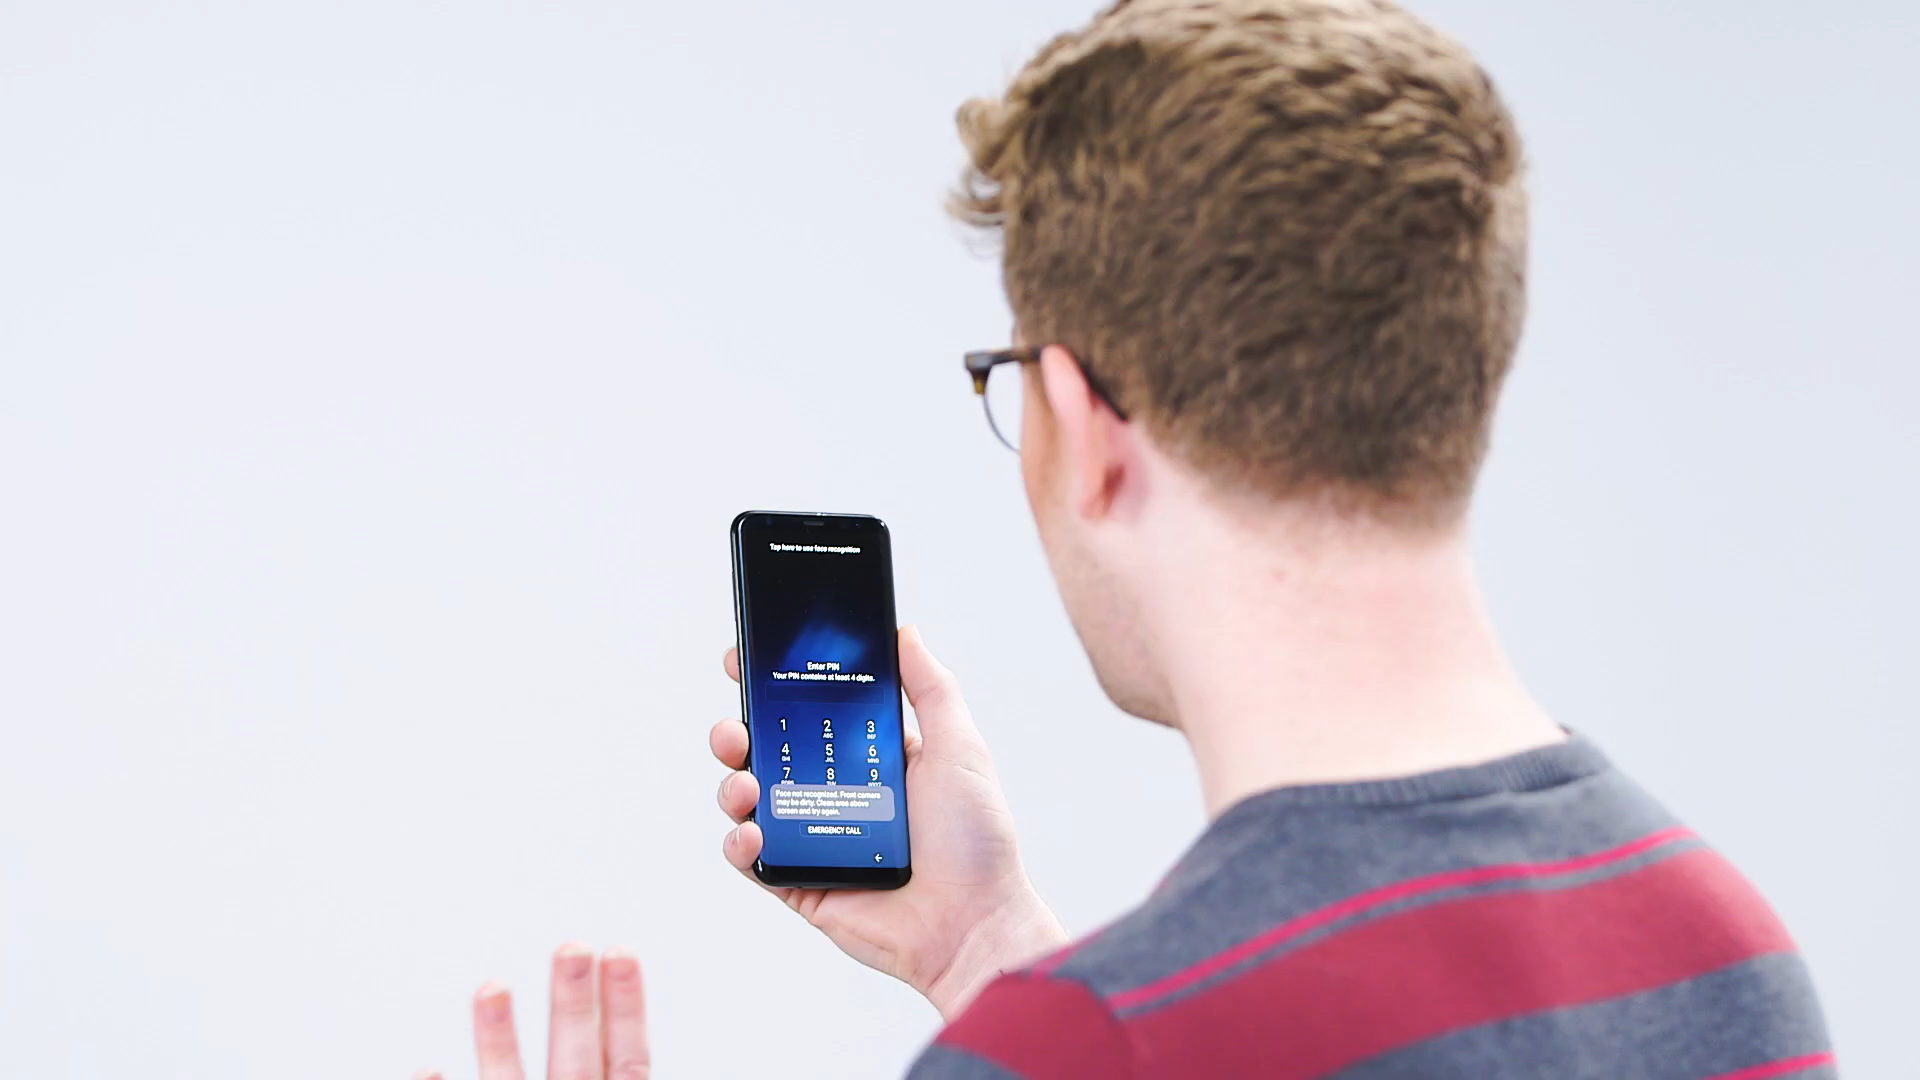 Tap here to use face recognition
Enter PIN
Your PIN contains at least 4 digits.
1 2 3
ABC DEF
4 5 6
GHI JKL MNO
7 8 9
PQRS TUV WXYZ
Face not recognized. Front camera
may be dirty. Clean area above
screen and try again.
EMERGENCY CALL